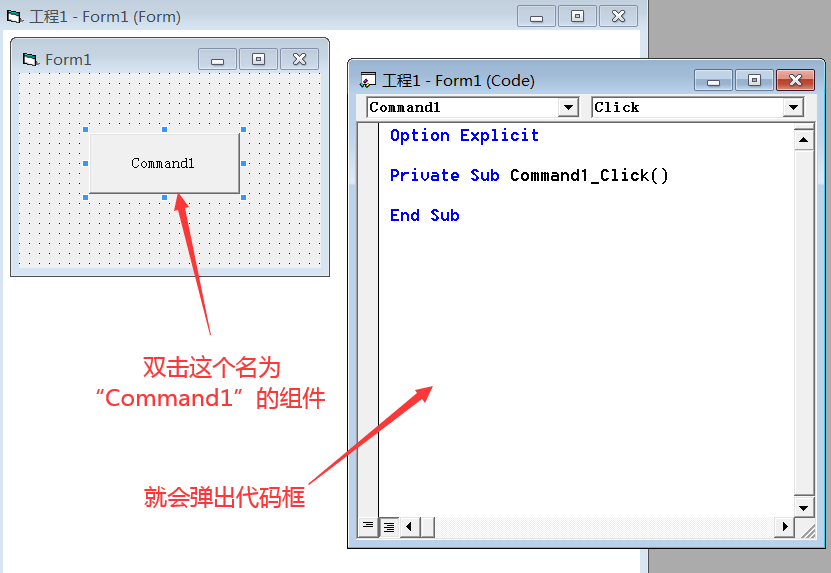 工程1 - Form1 (Form)
Form1
Command1
双击这个名为
“Command1”的组件
就会弹出代码框
工程1 - Form1 (Code)
Command1
Click
Option Explicit
Private Sub Command1_Click()
End Sub